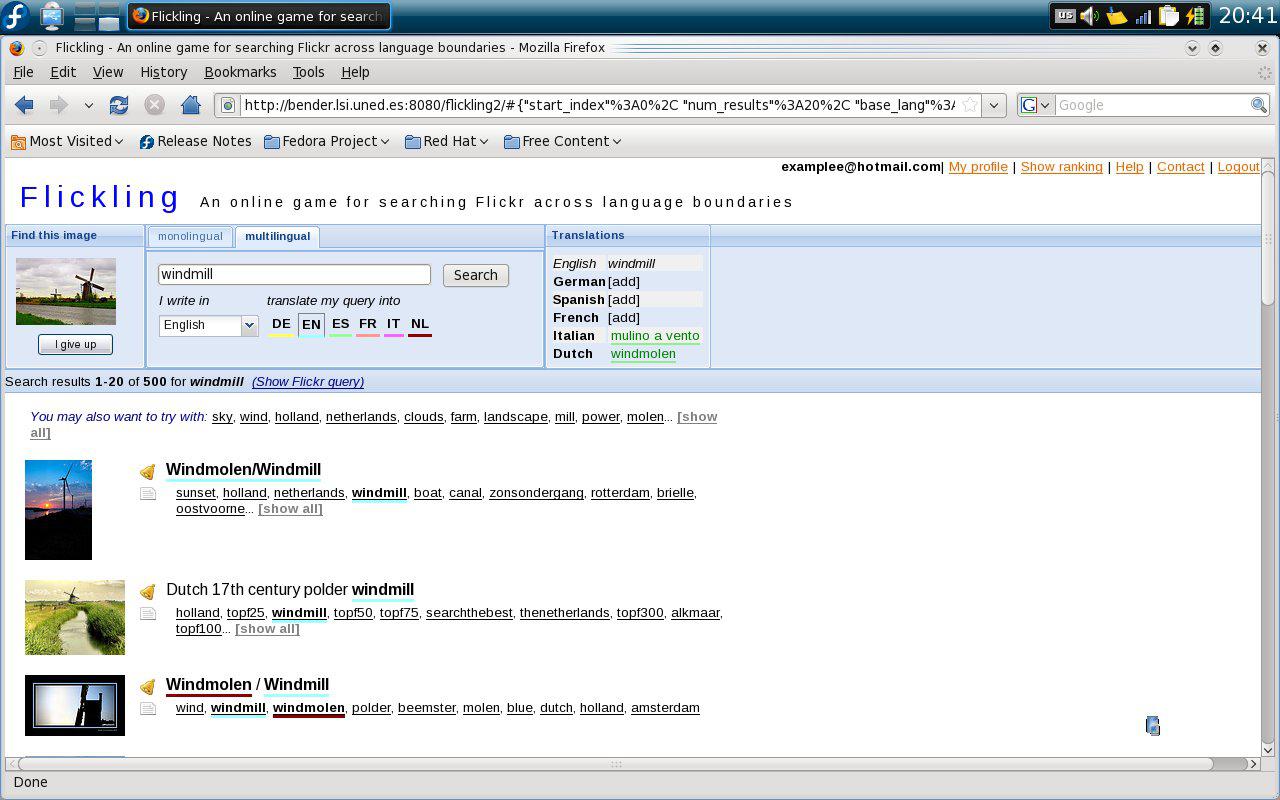 Flickling - An online game for search
us
20:41
Flickling - An online game for searching Flickr across language boundaries - Mozilla Firefox
File Edit View History Bookmarks Tools Help
http://bender.lsi.uned.es:8080/flickling2/#{"start_index"%3A0%2C "num_results"%3A20%2C "base_lang"%3A
G Google
Most Visited Release Notes Fedora Project Red Hat Free Content
examplee@hotmail.com| My profile | Show ranking | Help | Contact | Logout
Flickling An online game for searching Flickr across language boundaries
Find this image
I give up
monolingual multilingual
windmill Search
I write in translate my query into
English DE EN ES FR IT NL
Translations
English windmill
German [add]
Spanish [add]
French [add]
Italian mulino a vento
Dutch windmolen
Search results 1-20 of 500 for windmill (Show Flickr query)
You may also want to try with: sky, wind, holland, netherlands, clouds, farm, landscape, mill, power, molen... [show
all]
Windmolen/Windmill
sunset, holland, netherlands, windmill, boat, canal, zonsondergang, rotterdam, brielle,
oostvoorne... [show all]
Dutch 17th century polder windmill
holland, topf25, windmill, topf50, topf75, searchthebest, thenetherlands, topf300, alkmaar,
topf100... [show all]
Windmolen / Windmill
wind, windmill, windmolen, polder, beemster, molen, blue, dutch, holland, amsterdam
Done